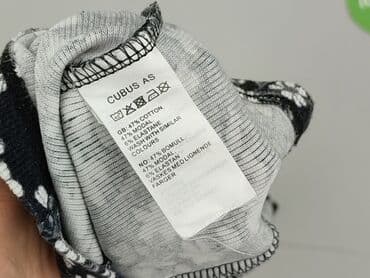 CUBUS AS
GB: 47% COTTON
47% MODAL
6% ELASTANE
WASH WITH SIMILAR
COLOURS
NO: 47% BOMULL
47% MODAL
6% ELASTAN
VASKES MED LIGNENDE
FARGER